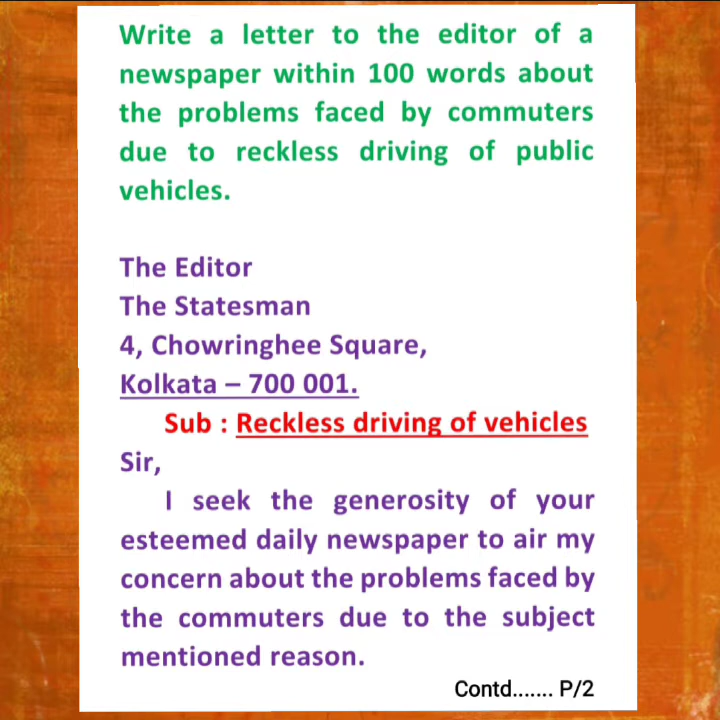 Write a letter to the editor of a
newspaper within 100 words about
the problems faced by commuters
due to reckless driving of public
vehicles.
The Editor
The Statesman
4, Chowringhee Square,
Kolkata – 700 001.
Sub : Reckless driving of vehicles
Sir,
I seek the generosity of your
esteemed daily newspaper to air my
concern about the problems faced by
the commuters due to the subject
mentioned reason.
Contd....... P/2